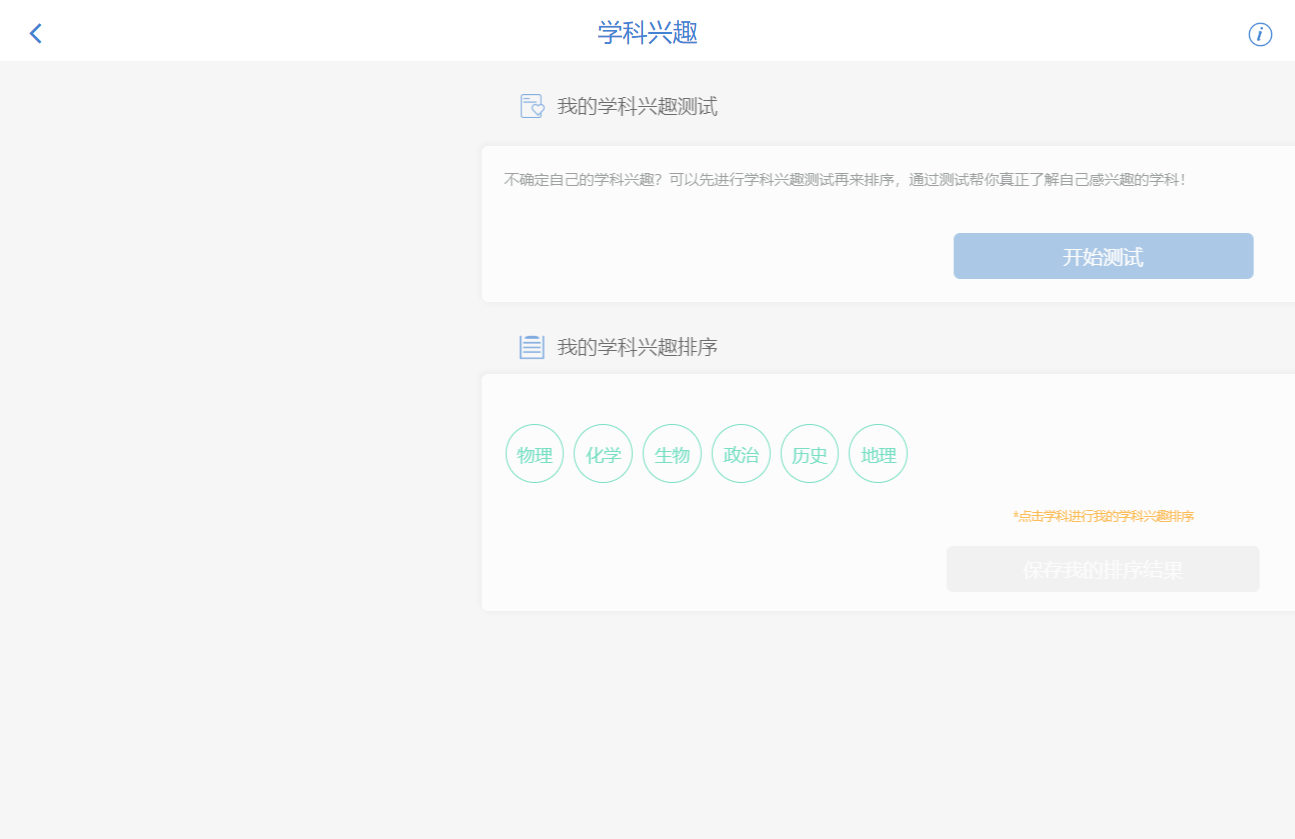 学科兴趣
我的学科兴趣测试
不确定自己的学科兴趣？可以先进行学科兴趣测试再来排序，通过测试帮你真正了解自己感兴趣的学科！
开始测试
我的学科兴趣排序
物理 化学 生物 政治 历史 地理
*点击学科进行我的学科兴趣排序
保存我的排序结果